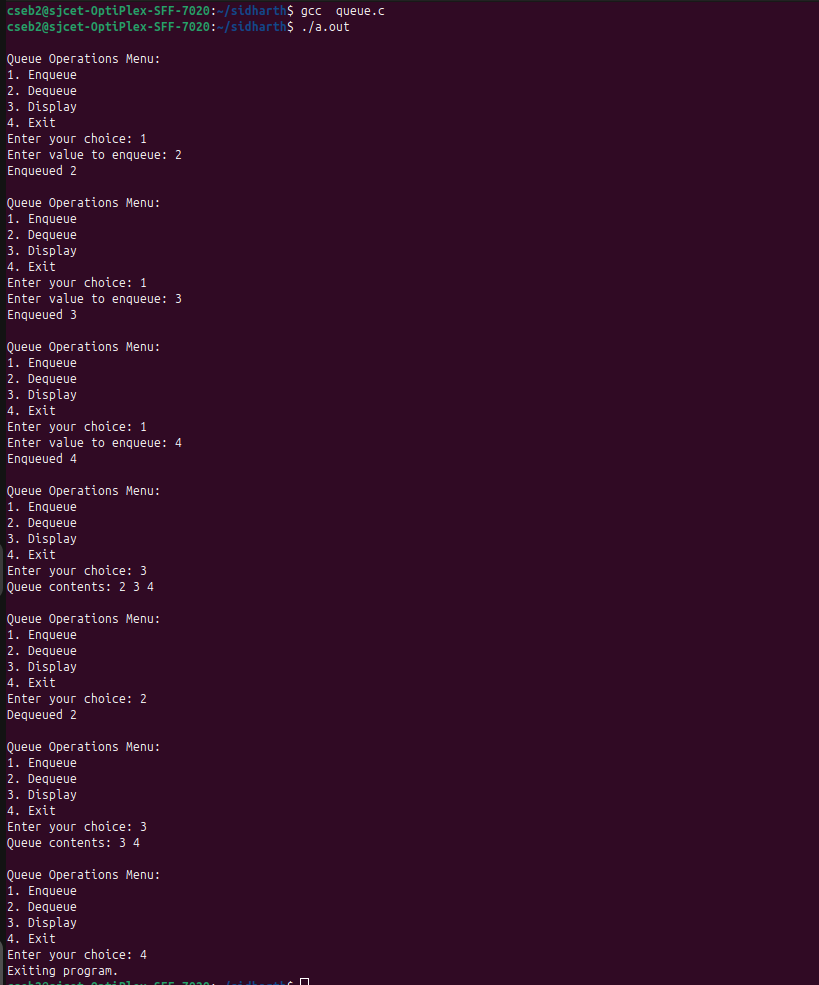 cseb2@sjcet-OptiPlex-SFF-7020:~/sidharth$ gcc  queue.c
cseb2@sjcet-OptiPlex-SFF-7020:~/sidharth$ ./a.out

Queue Operations Menu:
1. Enqueue
2. Dequeue
3. Display
4. Exit
Enter your choice: 1
Enter value to enqueue: 2
Enqueued 2

Queue Operations Menu:
1. Enqueue
2. Dequeue
3. Display
4. Exit
Enter your choice: 1
Enter value to enqueue: 3
Enqueued 3

Queue Operations Menu:
1. Enqueue
2. Dequeue
3. Display
4. Exit
Enter your choice: 1
Enter value to enqueue: 4
Enqueued 4

Queue Operations Menu:
1. Enqueue
2. Dequeue
3. Display
4. Exit
Enter your choice: 3
Queue contents: 2 3 4

Queue Operations Menu:
1. Enqueue
2. Dequeue
3. Display
4. Exit
Enter your choice: 2
Dequeued 2

Queue Operations Menu:
1. Enqueue
2. Dequeue
3. Display
4. Exit
Enter your choice: 3
Queue contents: 3 4

Queue Operations Menu:
1. Enqueue
2. Dequeue
3. Display
4. Exit
Enter your choice: 4
Exiting program.
cseb2@sjcet-OptiPlex-SFF-7020:~/sidharth$